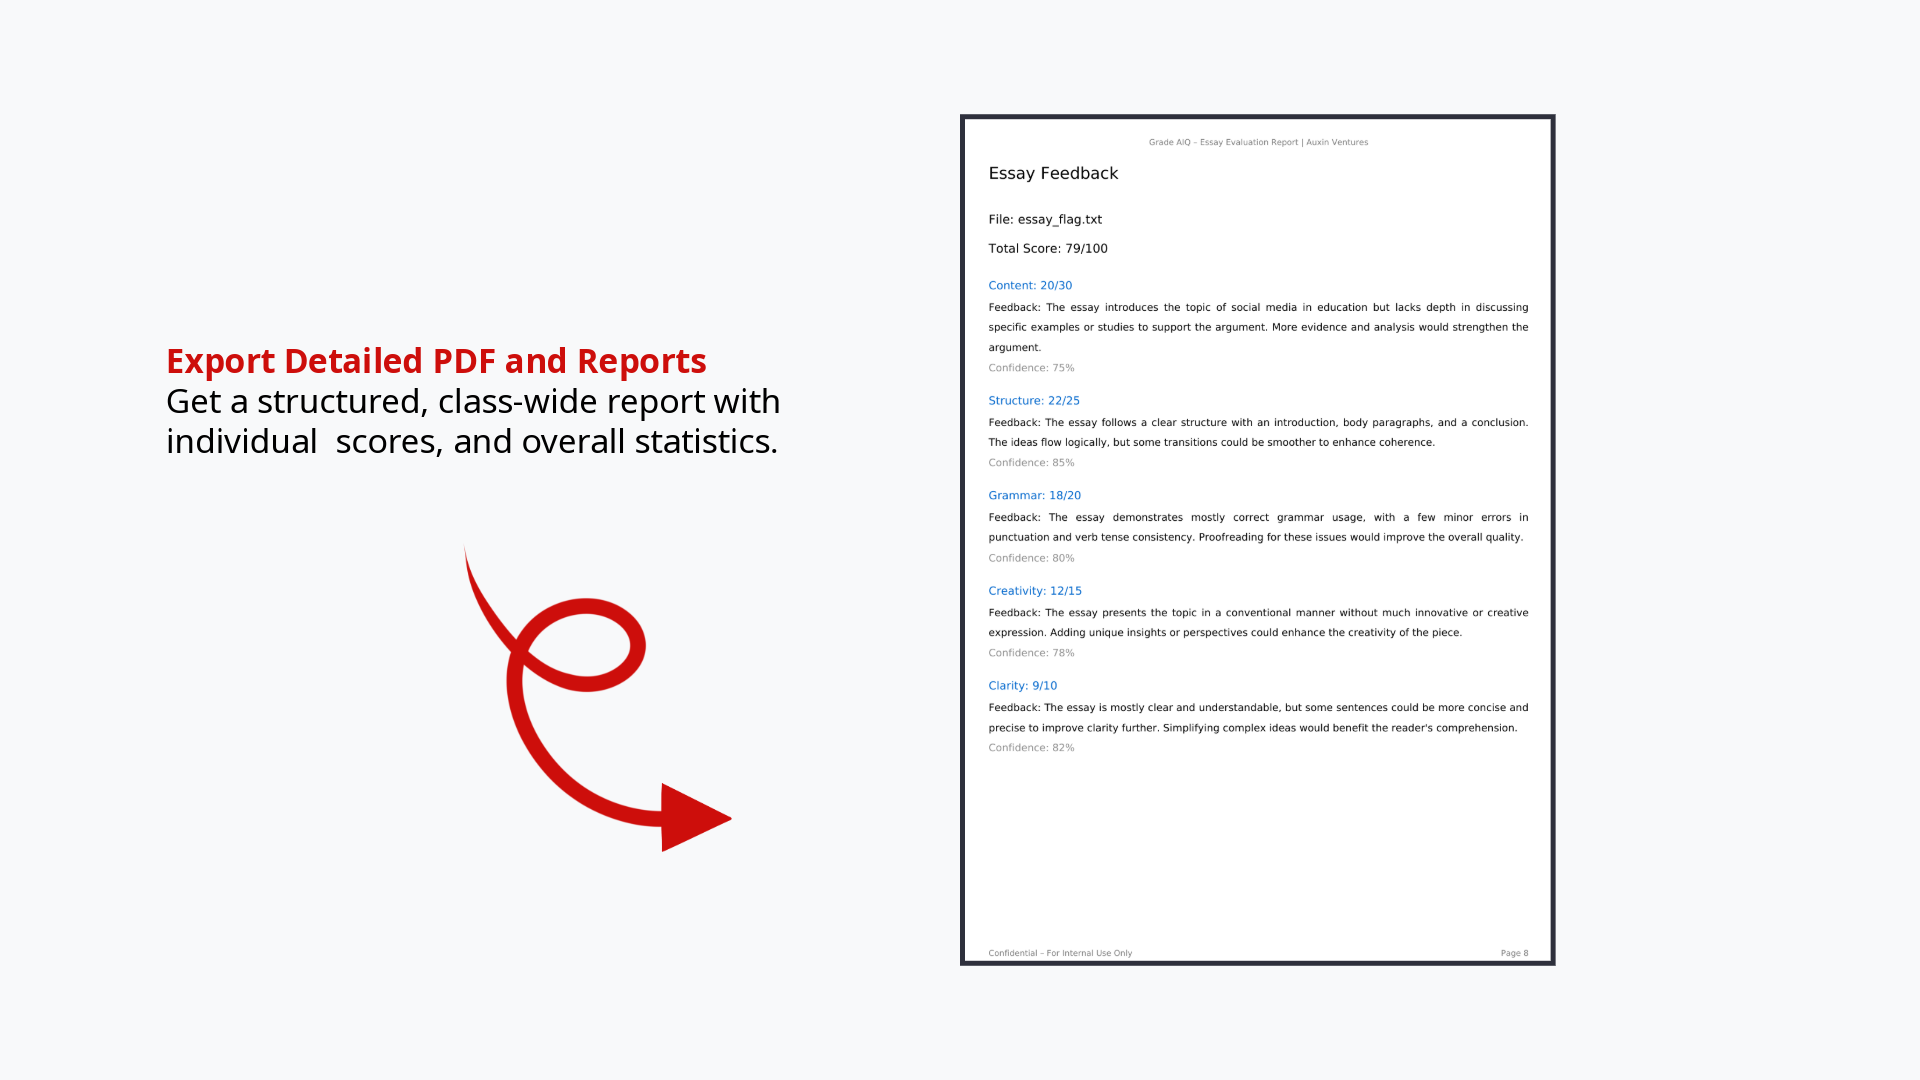 Export Detailed PDF and Reports
Get a structured, class-wide report with
individual  scores, and overall statistics.
Grade AIQ – Essay Evaluation Report | Auxin Ventures
Essay Feedback
File: essay_flag.txt
Total Score: 79/100
Content: 20/30
Feedback: The essay introduces the topic of social media in education but lacks depth in discussing
specific examples or studies to support the argument. More evidence and analysis would strengthen the
argument.
Confidence: 75%
Structure: 22/25
Feedback: The essay follows a clear structure with an introduction, body paragraphs, and a conclusion.
The ideas flow logically, but some transitions could be smoother to enhance coherence.
Confidence: 85%
Grammar: 18/20
Feedback: The essay demonstrates mostly correct grammar usage, with a few minor errors in
punctuation and verb tense consistency. Proofreading for these issues would improve the overall quality.
Confidence: 80%
Creativity: 12/15
Feedback: The essay presents the topic in a conventional manner without much innovative or creative
expression. Adding unique insights or perspectives could enhance the creativity of the piece.
Confidence: 78%
Clarity: 9/10
Feedback: The essay is mostly clear and understandable, but some sentences could be more concise and
precise to improve clarity further. Simplifying complex ideas would benefit the reader's comprehension.
Confidence: 82%
Confidential – For Internal Use Only
Page 8